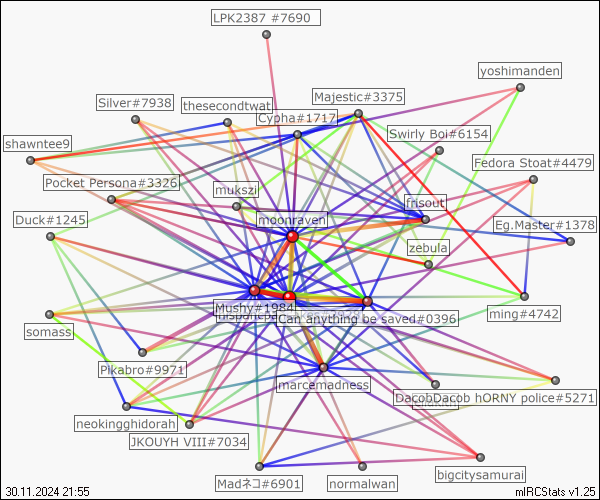 LPK2387 #7690
yoshimanden
Majestic#3375
Silver#7938
thesecondtwat
Cypha#1717
Swirly Boi#6154
shawntee9
Fedora Stoat#4479
Pocket Persona#3326
mukszi
frisout
Duck#1245
moonraven
Eg.Master#1378
zebula
Mushy#1984
ming#4742
Can anything be saved#0396
somass
Pikabro#9971
marcemadness
DacobDacob hORNY police#5271
neokingghidorah
JKOUYH VIII#7034
Madネコ#6901
normalwan
bigcitysamurai
30.11.2024 21:55
mIRCStats v1.25